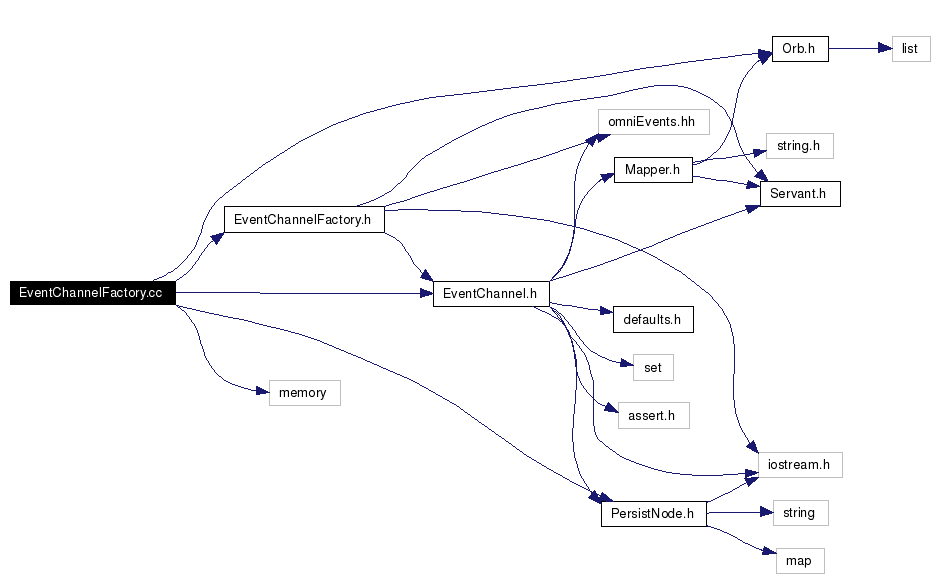 Orb.h
list
omniEvents.hh
string.h
Mapper.h
Servant.h
EventChannelFactory.h
EventChannelFactory.cc
EventChannel.h
defaults.h
set
memory
assert.h
iostream.h
PersistNode.h
string
map